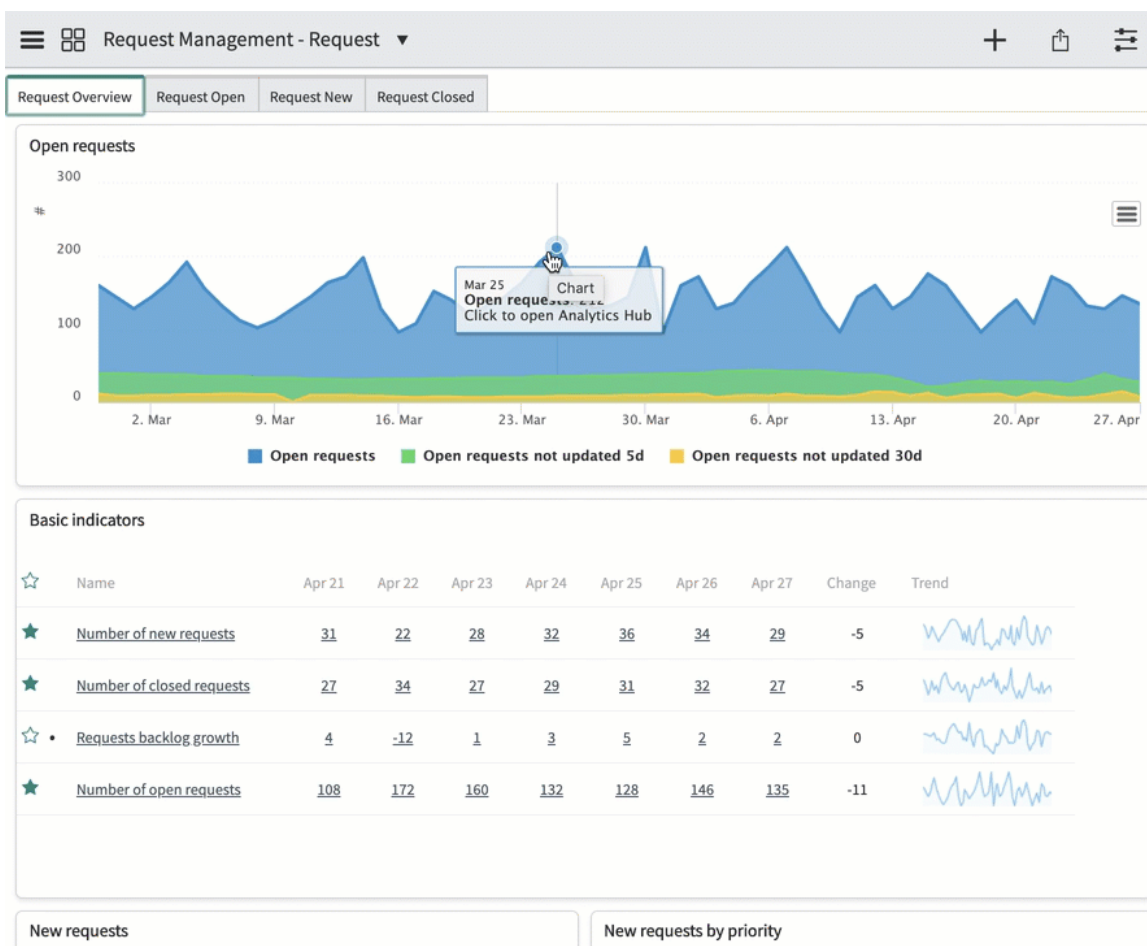 Request Management - Request ▼
Request Overview Request Open Request New Request Closed
Open requests
300
#
200
100
0
Mar 25
Open requests: 212
Chart
Click to open Analytics Hub
2. Mar 9. Mar 16. Mar 23. Mar 30. Mar 6. Apr 13. Apr 20. Apr 27. Apr
Open requests Open requests not updated 5d Open requests not updated 30d
Basic indicators
Name Apr 21 Apr 22 Apr 23 Apr 24 Apr 25 Apr 26 Apr 27 Change Trend
Number of new requests 31 22 28 32 36 34 29 -5
Number of closed requests 27 34 27 29 31 32 27 -5
Requests backlog growth 4 -12 1 3 5 2 2 0
Number of open requests 108 172 160 132 128 146 135 -11
New requests New requests by priority